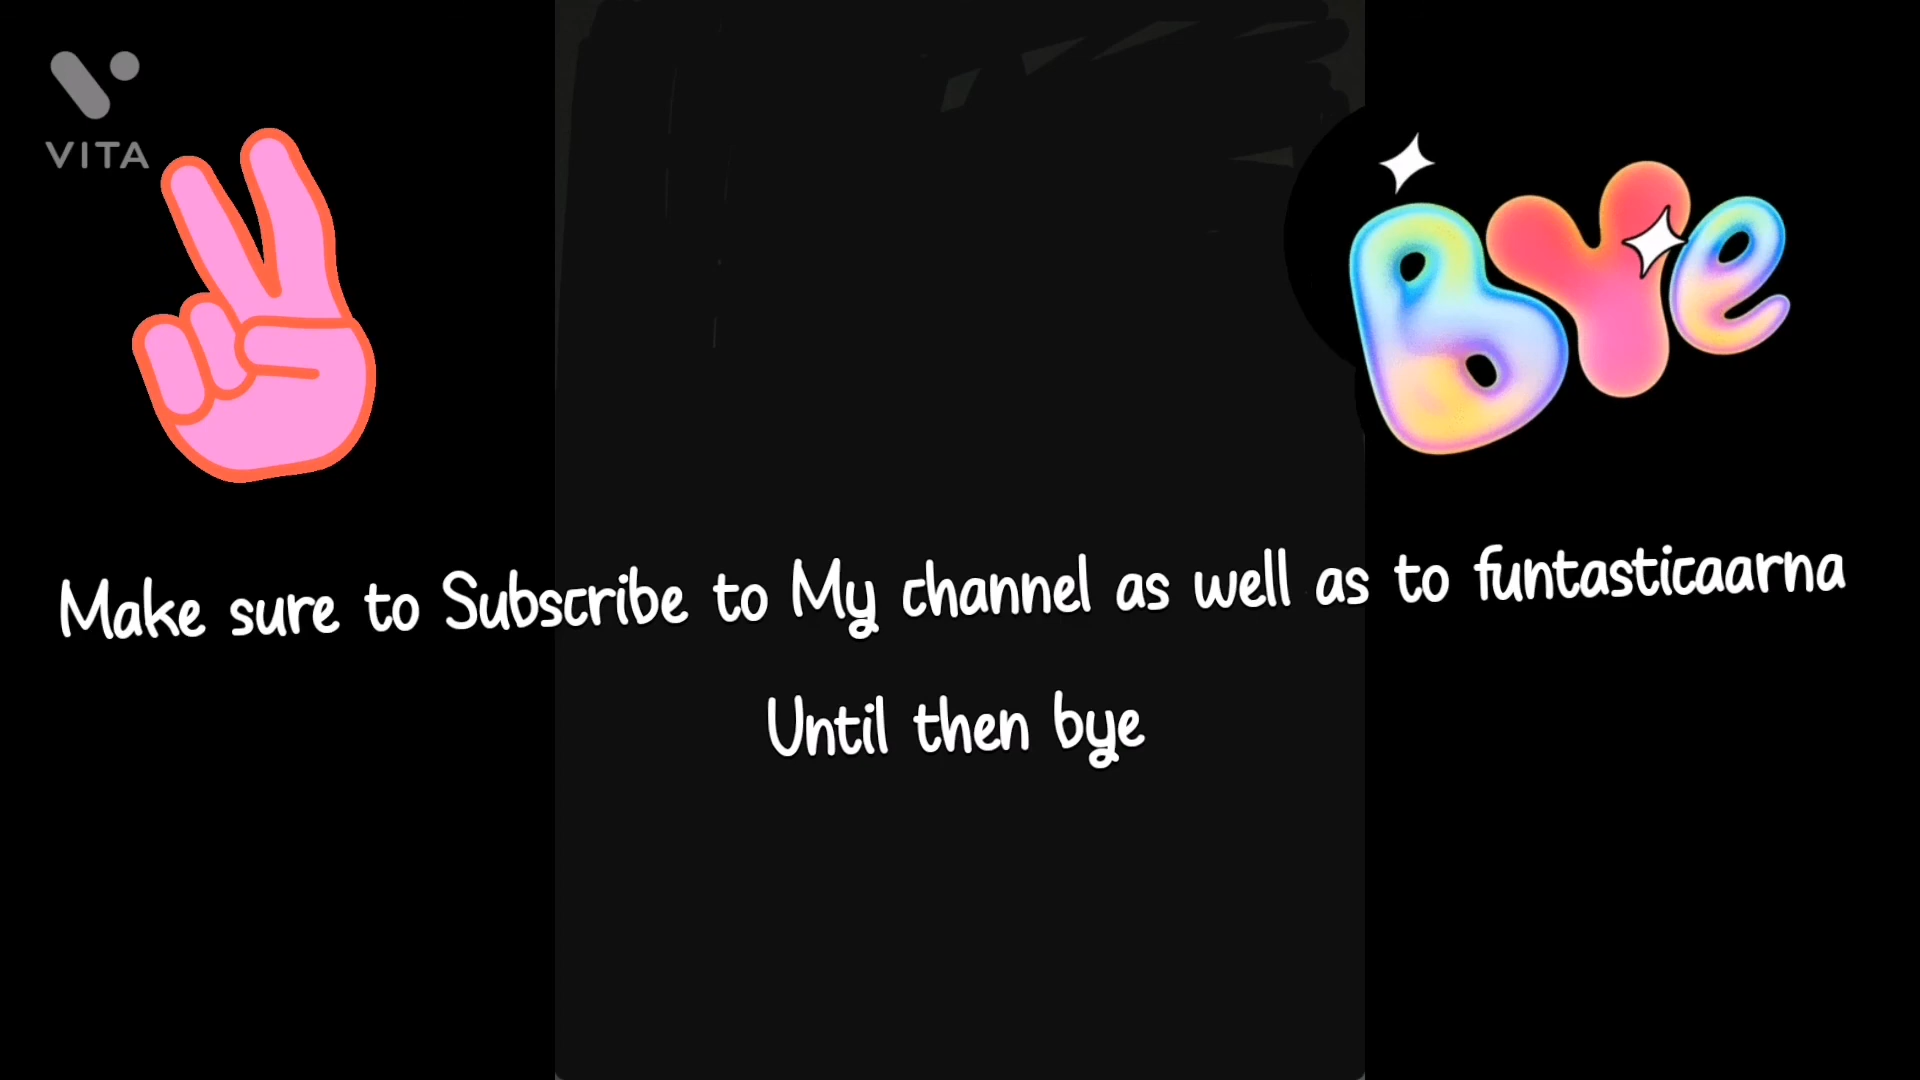 VITA
BYe
Make sure to Subscribe to My channel as well as to funtasticaarna
Until then bye